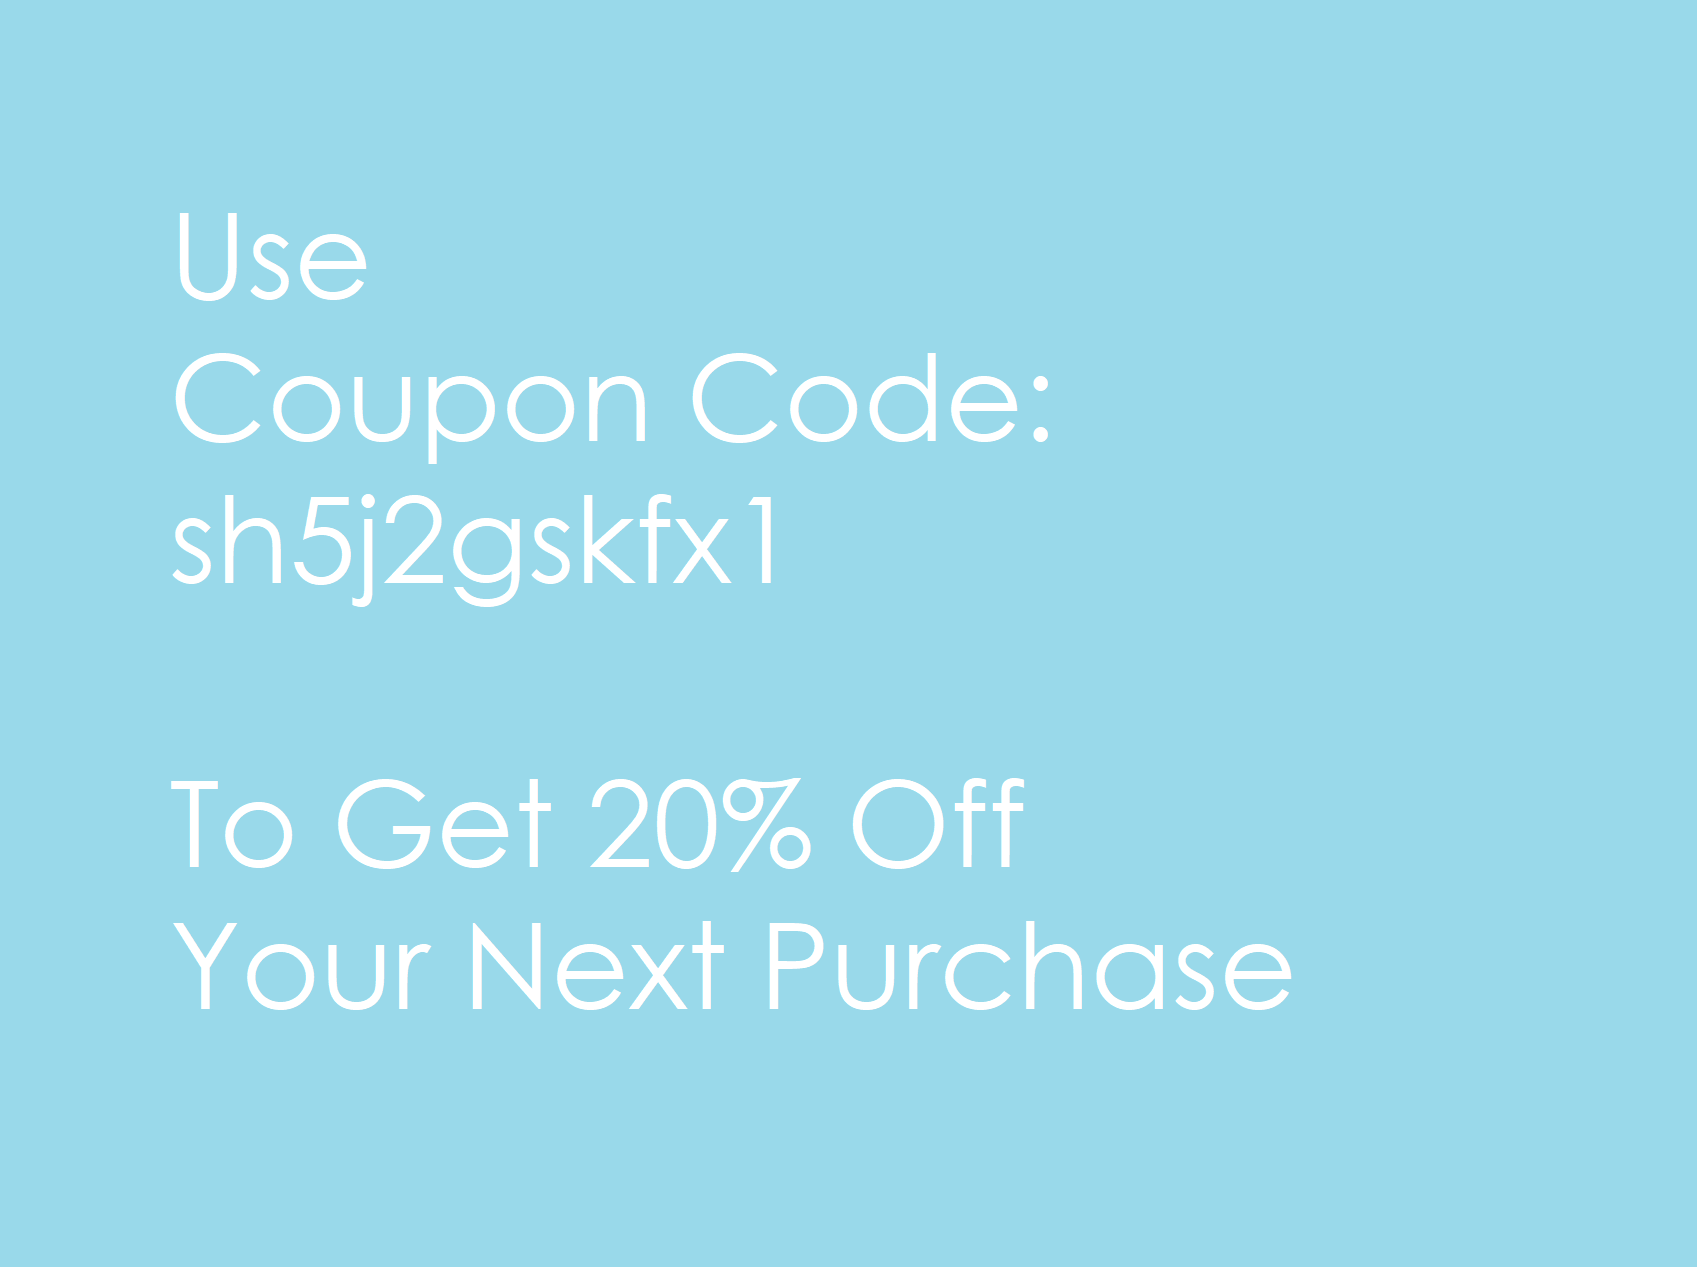 Use
Coupon Code:
sh5j2gskfx1
To Get 20% Off
Your Next Purchase